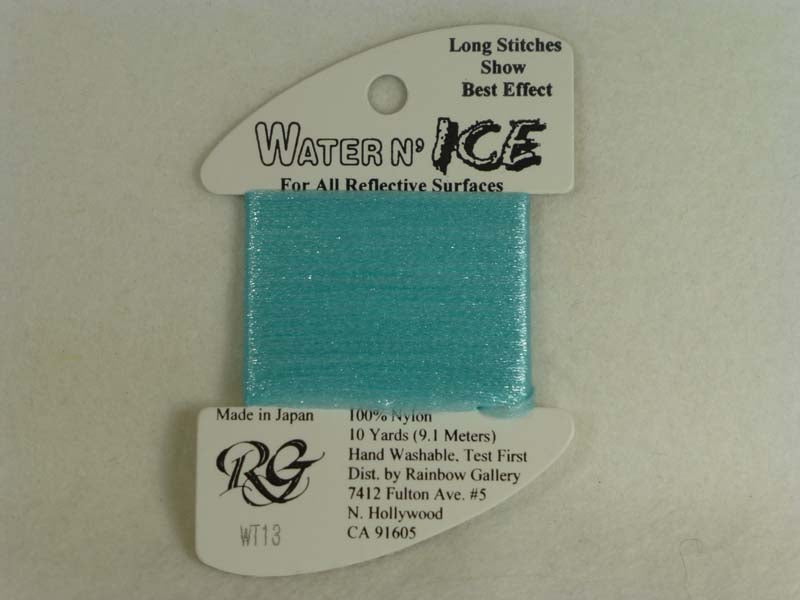 Long Stitches
Show
Best Effect
WATER N' ICE
For All Reflective Surfaces
Made in Japan
100% Nylon
10 Yards (9.1 Meters)
Hand Washable, Test First
Dist. by Rainbow Gallery
7412 Fulton Ave. #5
N. Hollywood
CA 91605
RG
WT13